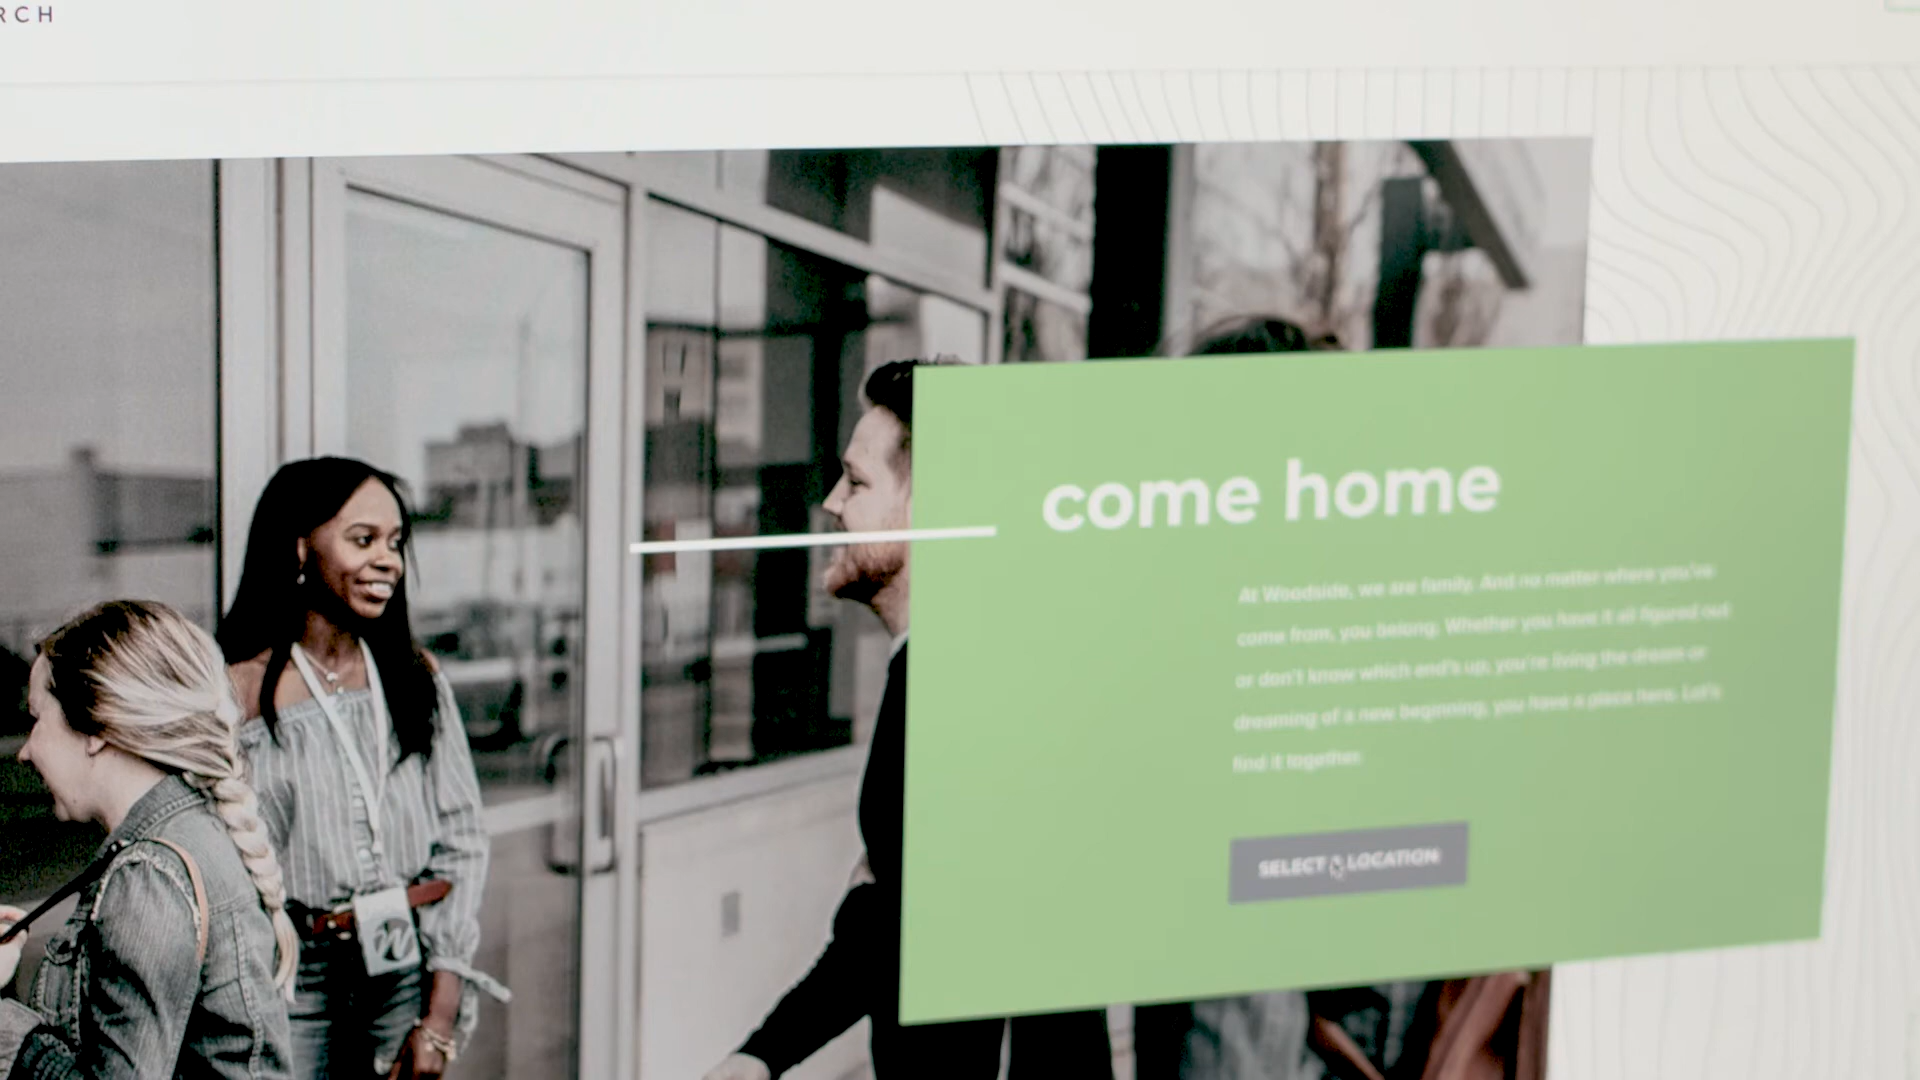 RCH
come home
At Woodside, we are family. And no matter where you're
come from, you belong. Whether you have it all figured out
or don't know which end's up, you're living the dream or
dreaming of a new beginning, you have a place here. Let's
find it together.
SELECT A LOCATION
W